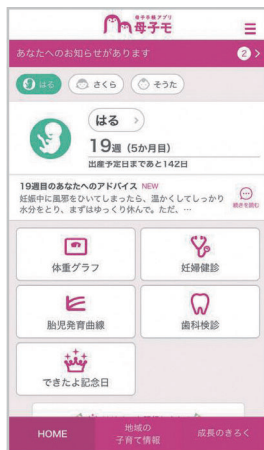 母子手帳アプリ
母子モ
あなたへのお知らせがあります 2
はる さくら そうた
はる
19週 (5か月目)
出産予定日まであと142日
19週目のあなたへのアドバイス NEW
妊娠中に風邪をひいてしまったら、温かくしてしっかり
水分をとり、まずはゆっくり休んで。ただ、…
続きを読む
体重グラフ 妊婦健診
胎児発育曲線 歯科検診
できたよ記念日
HOME
地域の
子育て情報
成長のきろく